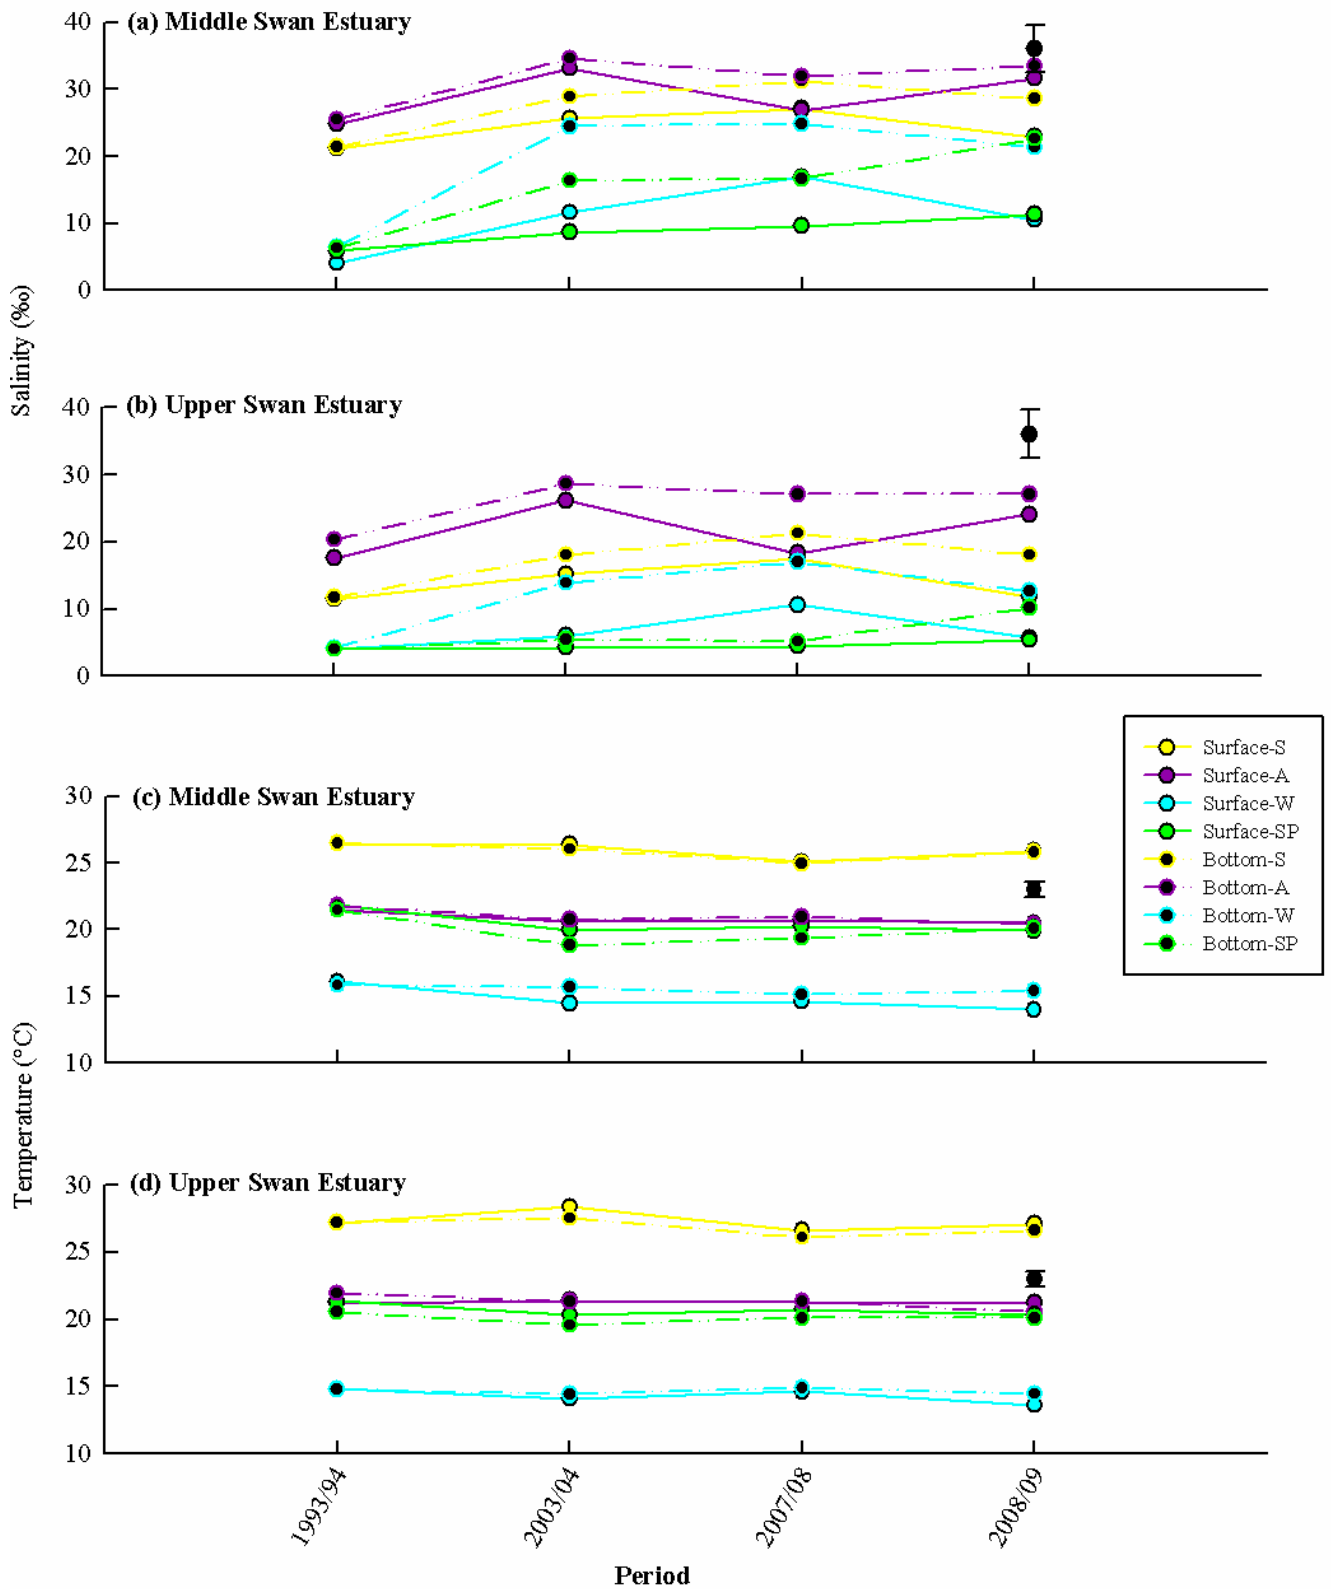 (a) Middle Swan Estuary
40
30
20
10
0
Salinity (‰)
(b) Upper Swan Estuary
40
30
20
10
0
Surface-S
Surface-A
Surface-W
Surface-SP
Bottom-S
Bottom-A
Bottom-W
Bottom-SP
(c) Middle Swan Estuary
30
25
20
15
10
Temperature (°C)
(d) Upper Swan Estuary
30
25
20
15
10
1993/94
2003/04
2007/08
2008/09
Period